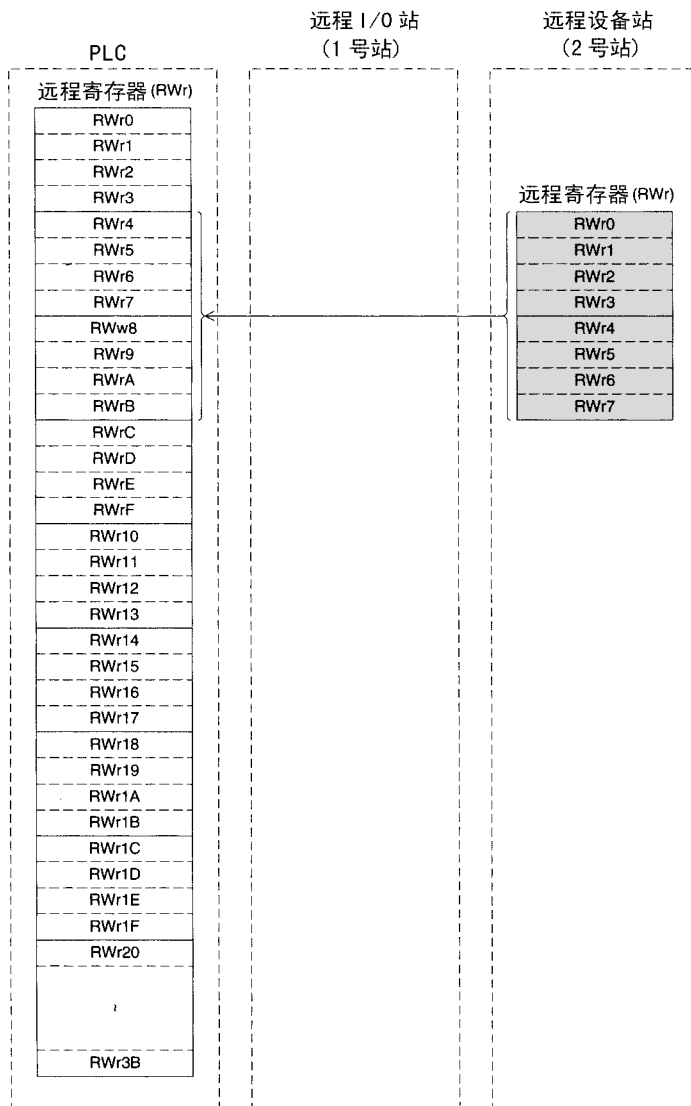 PLC
远程寄存器(RWr)
RWr0
RWr1
RWr2
RWr3
RWr4
RWr5
RWr6
RWr7
RWw8
RWr9
RWrA
RWrB
RWrC
RWrD
RWrE
RWrF
RWr10
RWr11
RWr12
RWr13
RWr14
RWr15
RWr16
RWr17
RWr18
RWr19
RWr1A
RWr1B
RWr1C
RWr1D
RWr1E
RWr1F
RWr20
~
RWr3B
远程 I/O 站
(1 号站)
远程设备站
(2 号站)
远程寄存器(RWr)
RWr0
RWr1
RWr2
RWr3
RWr4
RWr5
RWr6
RWr7